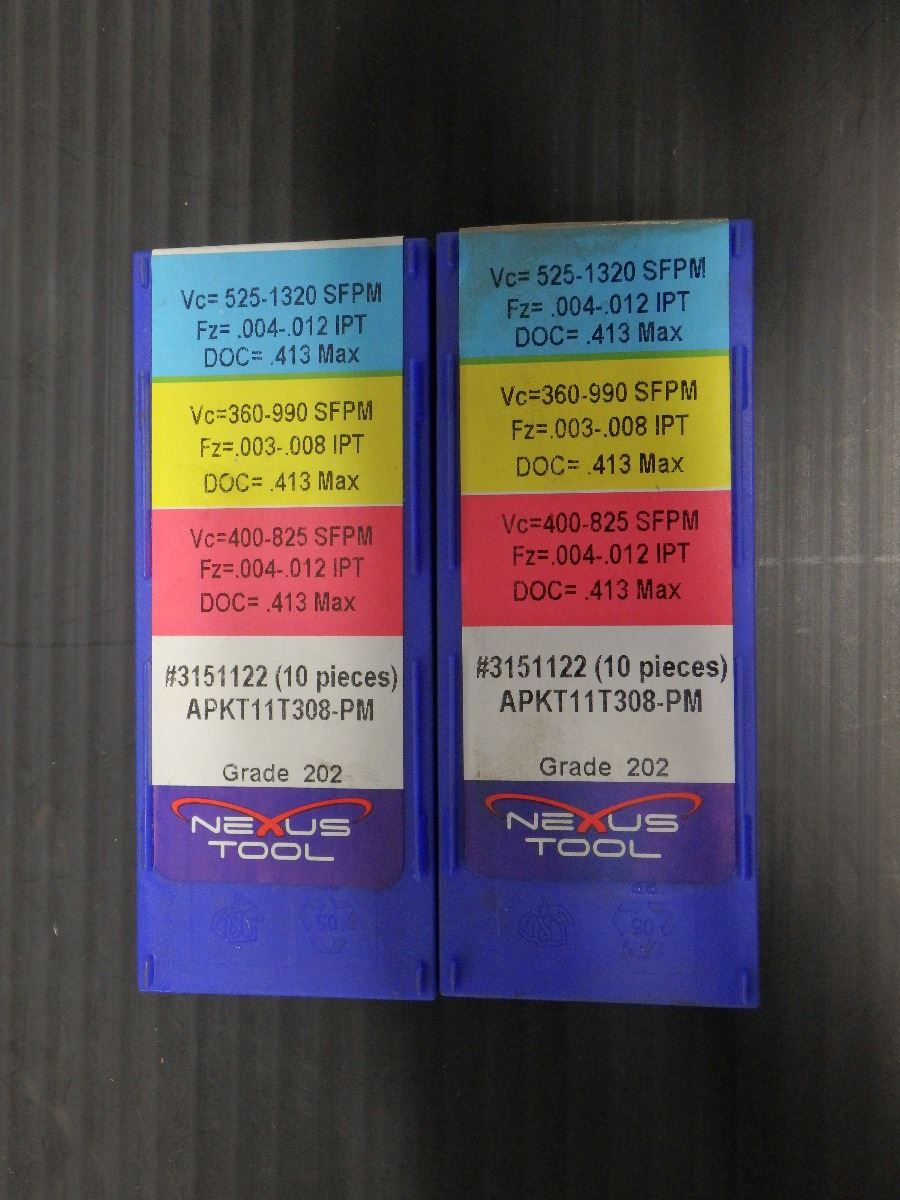 Vc= 525-1320 SFPM
Fz= .004-.012 IPT
DOC= .413 Max
Vc=360-990 SFPM
Fz=.003-.008 IPT
DOC= .413 Max
Vc=400-825 SFPM
Fz=.004-.012 IPT
DOC= .413 Max
#3151122 (10 pieces)
APKT11T308-PM
Grade 202
NEXUS
TOOL
Vc= 525-1320 SFPM
Fz= .004-.012 IPT
DOC= .413 Max
Vc=360-990 SFPM
Fz=.003-.008 IPT
DOC= .413 Max
Vc=400-825 SFPM
Fz=.004-.012 IPT
DOC= .413 Max
#3151122 (10 pieces)
APKT11T308-PM
Grade 202
NEXUS
TOOL